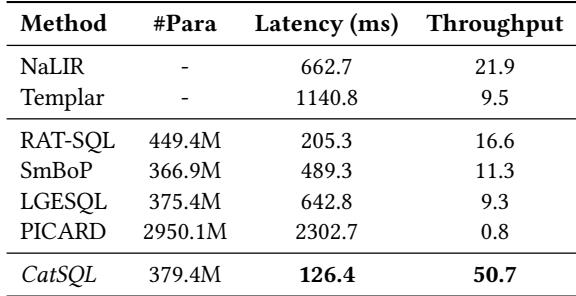 Method #Para Latency (ms) Throughput
NaLIR - 662.7 21.9
Templar - 1140.8 9.5
RAT-SQL 449.4M 205.3 16.6
SmBoP 366.9M 489.3 11.3
LGESQL 375.4M 642.8 9.3
PICARD 2950.1M 2302.7 0.8
CatSQL 379.4M 126.4 50.7